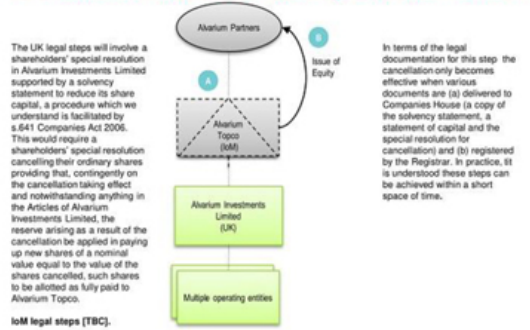 The UK legal steps will involve a
shareholders' special resolution
in Alvarium Investments Limited
supported by a solvency
statement to reduce its share
capital, a procedure which we
understand is facilitated by
s.641 Companies Act 2006.
This would require a
shareholders' special resolution
cancelling their ordinary shares
providing that, contingently on
the cancellation taking effect
and notwithstanding anything in
the Articles of Alvarium
Investments Limited, the
reserve arising as a result of the
cancellation be applied in paying
up new shares of a nominal
value equal to the value of the
shares cancelled, such shares
to be allotted as fully paid to
Alvarium Topco.
IoM legal steps [TBC].
Alvarium Partners
B
Issue of
Equity
A
Alvarium
Topco
(IoM)
Alvarium Investments
Limited
(UK)
Multiple operating entities
In terms of the legal
documentation for this step the
cancellation only becomes
effective when various
documents are (a) delivered to
Companies House (a copy of
the solvency statement, a
statement of capital and the
special resolution for
cancellation) and (b) registered
by the Registrar. In practice, tit
is understood these steps can
be achieved within a short
space of time.